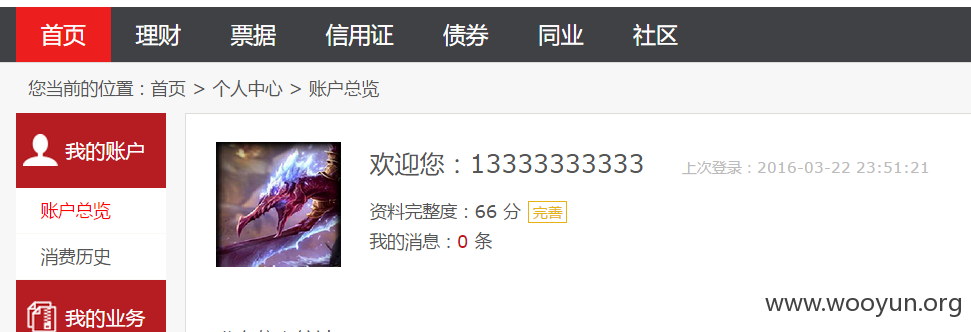 首页 理财 票据 信用证 债券 同业 社区
您当前的位置：首页 > 个人中心 > 账户总览
我的账户
账户总览
消费历史
我的业务
欢迎您：13333333333 上次登录：2016-03-22 23:51:21
资料完整度：66 分 完善
我的消息：0 条
www.wooyun.org